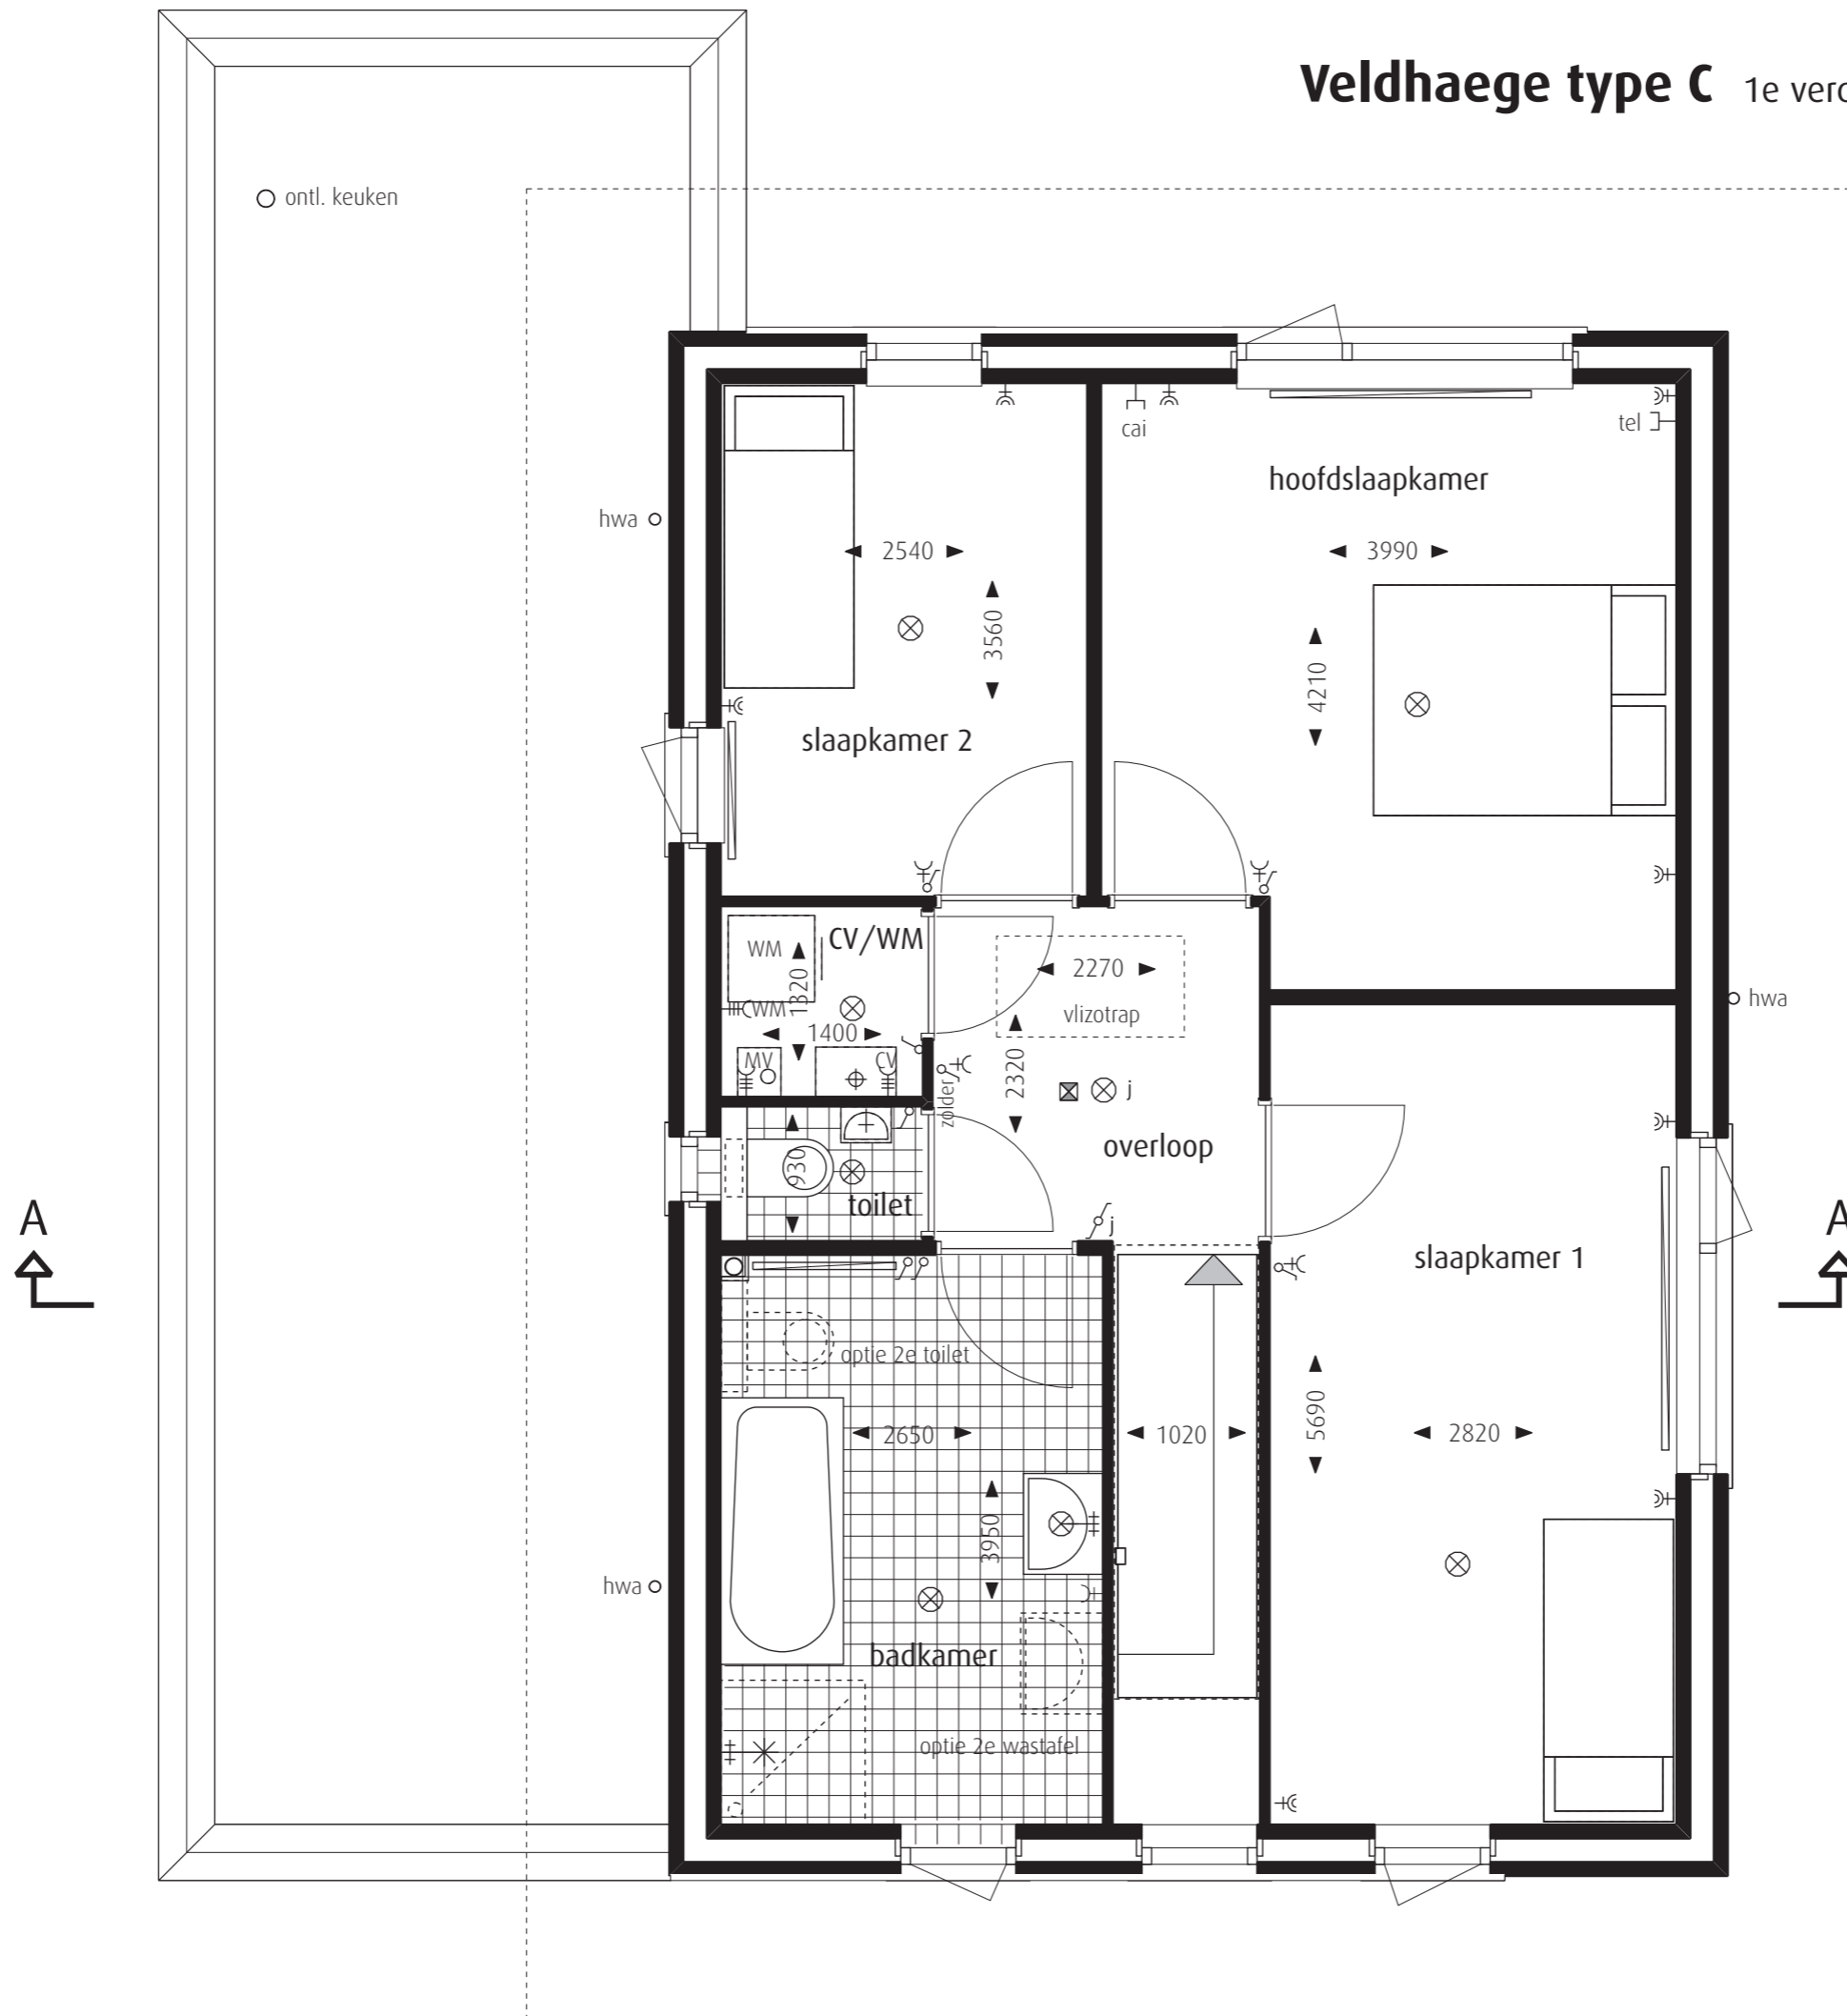 Veldhaege type C 1e verd
ontl. keuken
cai
tel
hoofdslaapkamer
hwa
2540
3990
3560
4210
slaapkamer 2
WM
CV/WM
1320
CWM
1400
MV
CV
2270
vlizotrap
hwa
2320
zolder
j
overloop
930
toilet
A
A
j
slaapkamer 1
optie 2e toilet
2650
1020
5690
2820
3950
hwa
badkamer
optie 2e wastafel